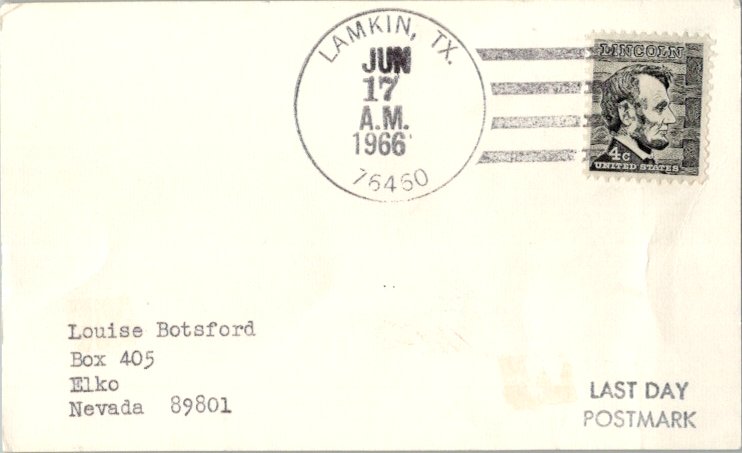 LAMKIN, TX.
JUN
17
A.M.
1966
76460
LINCOLN
4c
UNITED STATES
Louise Botsford
Box 405
Elko
Nevada 89801
LAST DAY
POSTMARK